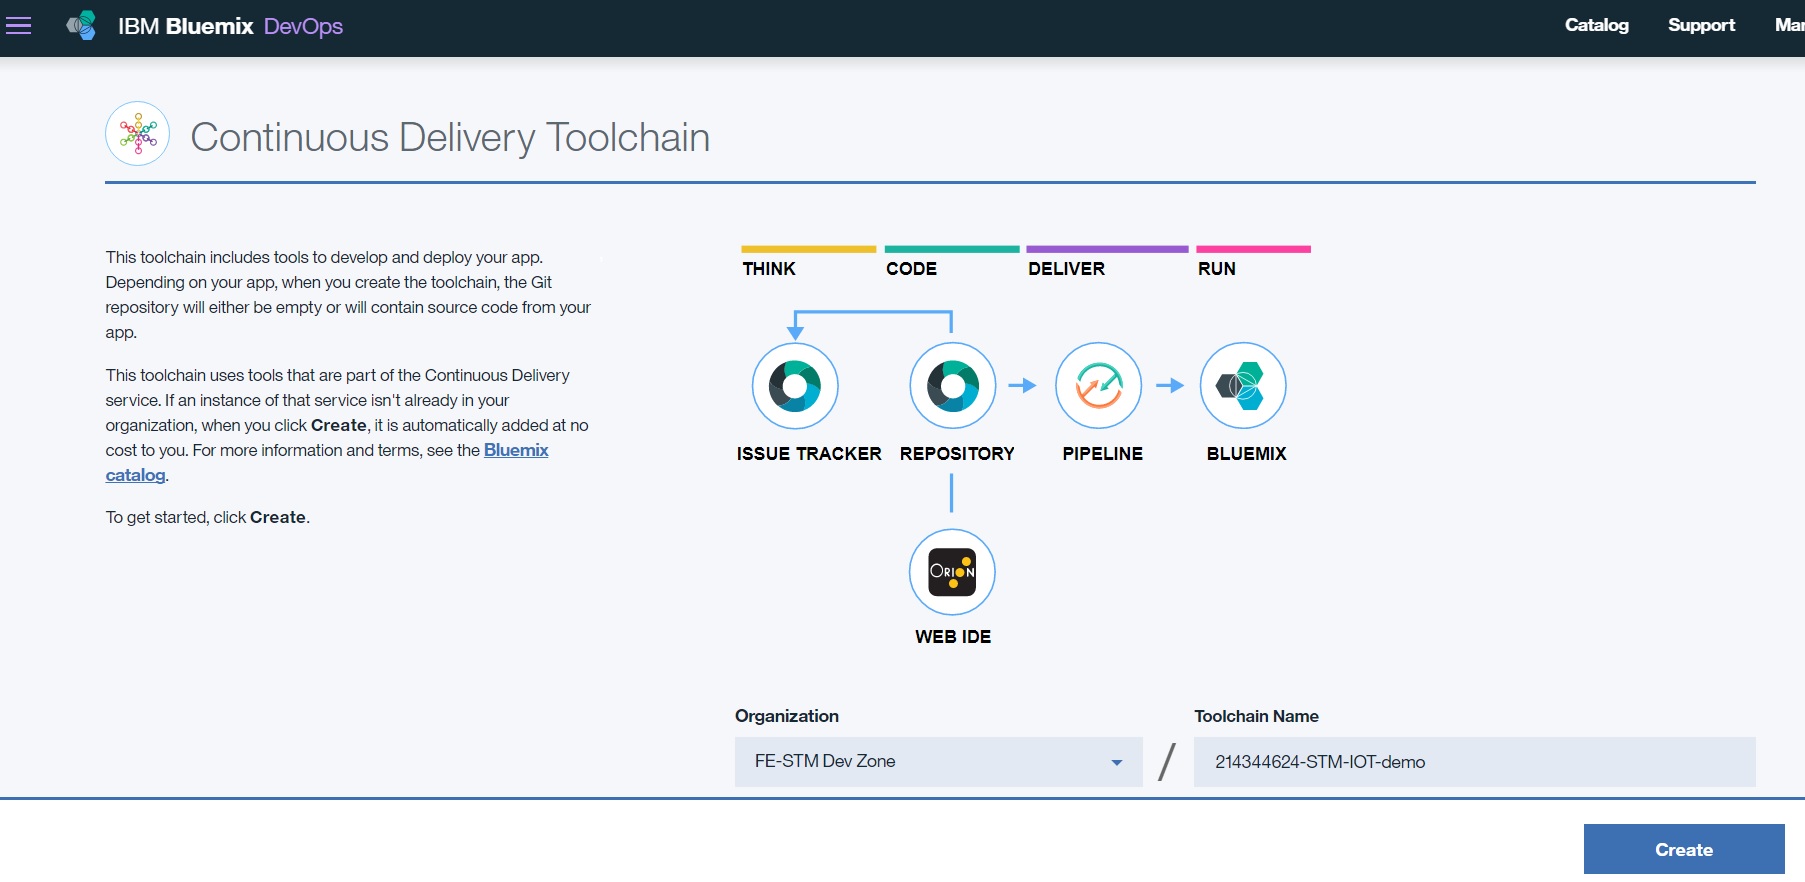 IBM Bluemix DevOps
Catalog
Support
Continuous Delivery Toolchain
This toolchain includes tools to develop and deploy your app.
Depending on your app, when you create the toolchain, the Git
repository will either be empty or will contain source code from your
app.
This toolchain uses tools that are part of the Continuous Delivery
service. If an instance of that service isn't already in your
organization, when you click Create, it is automatically added at no
cost to you. For more information and terms, see the Bluemix
catalog.
To get started, click Create.
THINK
CODE
DELIVER
RUN
ISSUE TRACKER
REPOSITORY
PIPELINE
BLUEMIX
ORION
WEB IDE
Organization
FE-STM Dev Zone
/
Toolchain Name
214344624-STM-IOT-demo
Create